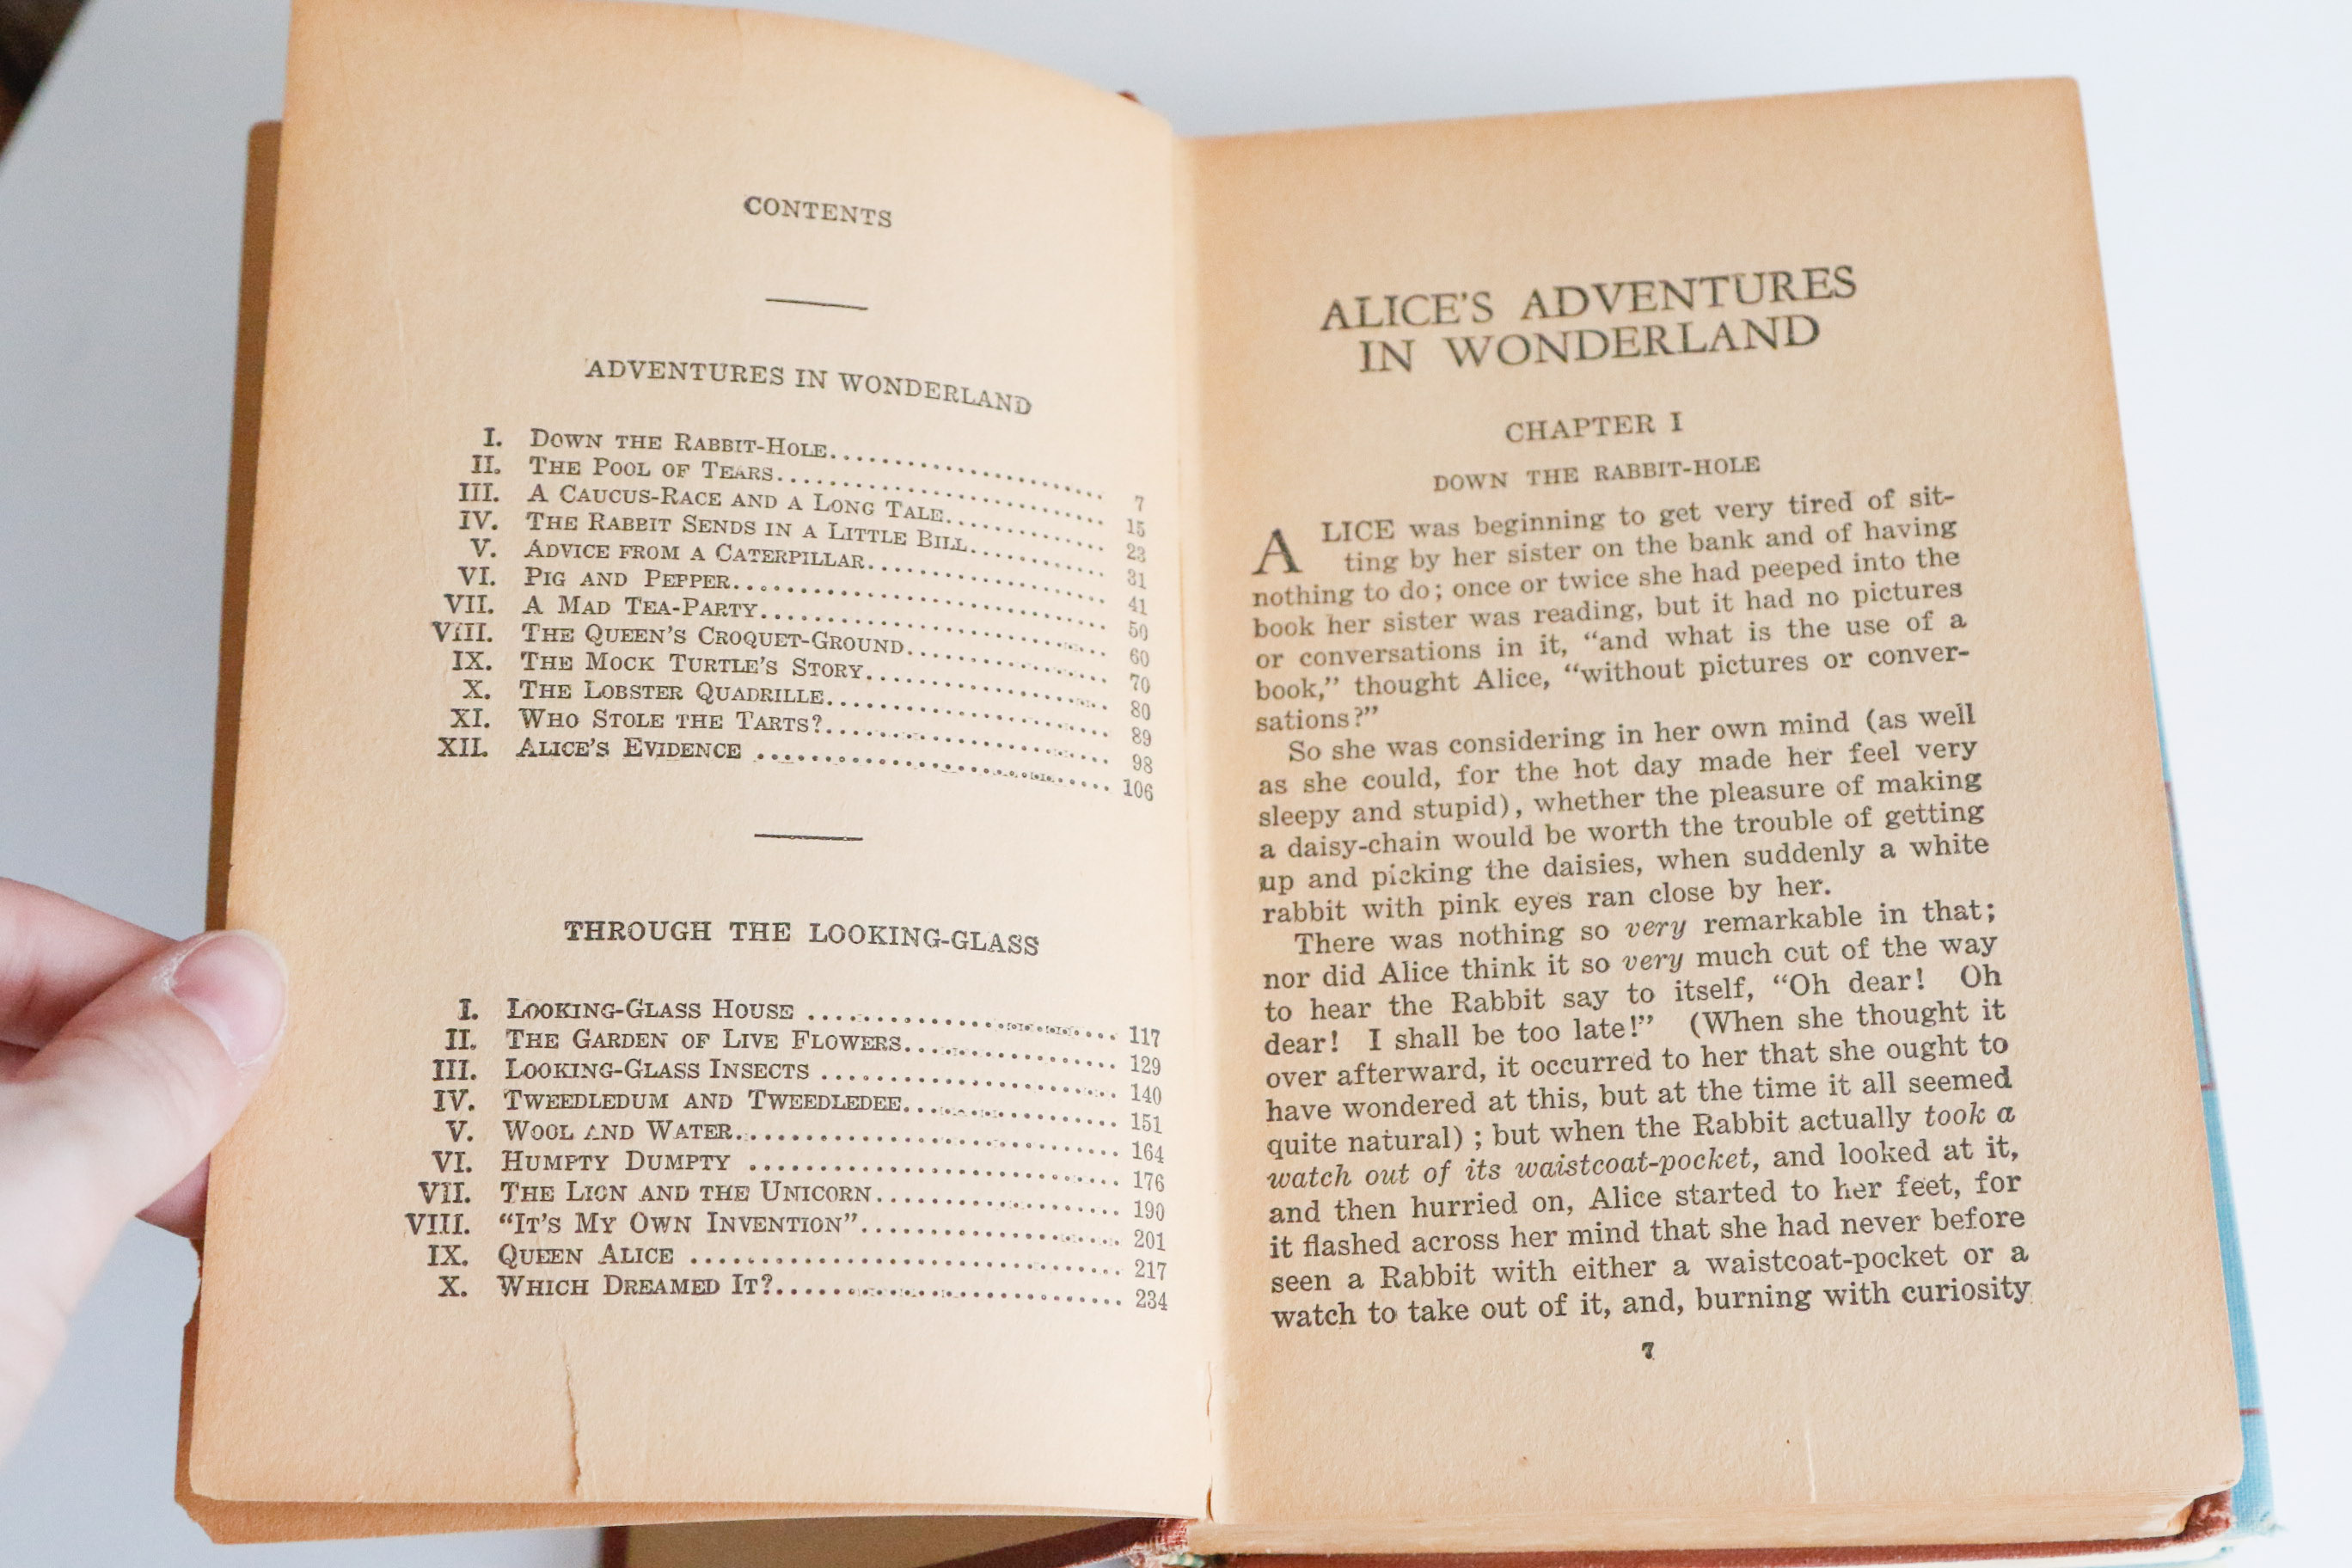 CONTENTS
ADVENTURES IN WONDERLAND
I. DOWN THE RABBIT-HOLE.................... 7
II. THE POOL OF TEARS........................ 15
III. A CAUCUS-RACE AND A LONG TALE............ 23
IV. THE RABBIT SENDS IN A LITTLE BILL.......... 31
V. ADVICE FROM A CATERPILLAR.................. 41
VI. PIG AND PEPPER............................ 50
VII. A MAD TEA-PARTY.......................... 60
VIII. THE QUEEN'S CROQUET-GROUND............... 70
IX. THE MOCK TURTLE'S STORY................... 80
X. THE LOBSTER QUADRILLE...................... 89
XI. WHO STOLE THE TARTS?...................... 98
XII. ALICE'S EVIDENCE ......................... 106
THROUGH THE LOOKING-GLASS
I. LOOKING-GLASS HOUSE ...................... 117
II. THE GARDEN OF LIVE FLOWERS................ 129
III. LOOKING-GLASS INSECTS .................... 140
IV. TWEEDLEDUM AND TWEEDLEDEE................ 151
V. WOOL AND WATER............................ 164
VI. HUMPTY DUMPTY ........................... 176
VII. THE LION AND THE UNICORN................. 190
VIII. "IT'S MY OWN INVENTION".................. 201
IX. QUEEN ALICE .............................. 217
X. WHICH DREAMED IT?......................... 234
ALICE'S ADVENTURES
IN WONDERLAND
CHAPTER I
DOWN THE RABBIT-HOLE
ALICE was beginning to get very tired of sit-
ting by her sister on the bank and of having
nothing to do; once or twice she had peeped into the
book her sister was reading, but it had no pictures
or conversations in it, "and what is the use of a
book," thought Alice, "without pictures or conver-
sations?"
So she was considering in her own mind (as well
as she could, for the hot day made her feel very
sleepy and stupid), whether the pleasure of making
a daisy-chain would be worth the trouble of getting
up and picking the daisies, when suddenly a white
rabbit with pink eyes ran close by her.
There was nothing so very remarkable in that;
nor did Alice think it so very much out of the way
to hear the Rabbit say to itself, "Oh dear! Oh
dear! I shall be too late!" (When she thought it
over afterward, it occurred to her that she ought to
have wondered at this, but at the time it all seemed
quite natural); but when the Rabbit actually took a
watch out of its waistcoat-pocket, and looked at it,
and then hurried on, Alice started to her feet, for
it flashed across her mind that she had never before
seen a Rabbit with either a waistcoat-pocket or a
watch to take out of it, and, burning with curiosity
7